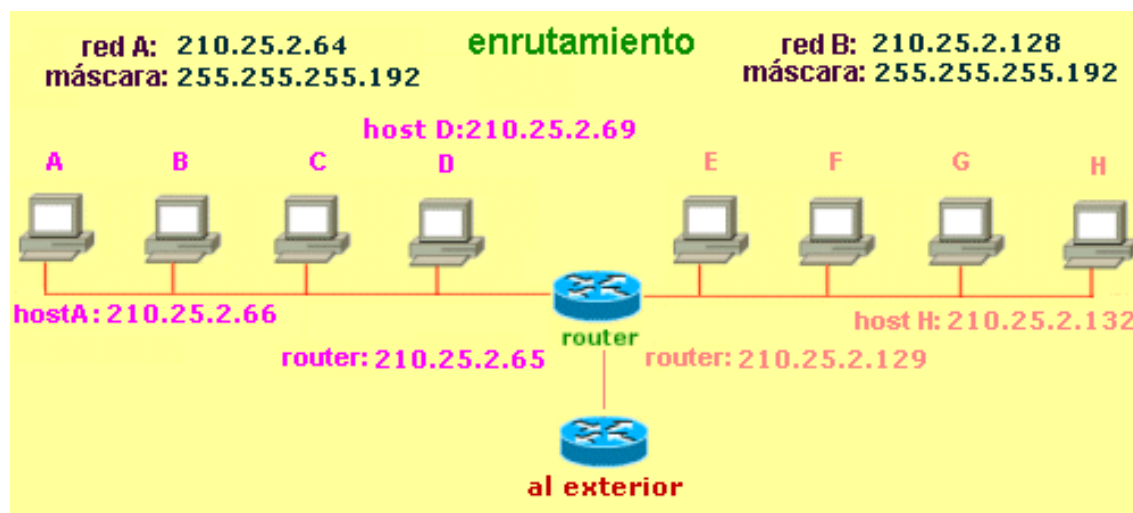 red A: 210.25.2.64
máscara: 255.255.255.192
enrutamiento
red B: 210.25.2.128
máscara: 255.255.255.192
host D:210.25.2.69
A B C D E F G H
hostA: 210.25.2.66
router
host H: 210.25.2.132
router: 210.25.2.65
router: 210.25.2.129
al exterior